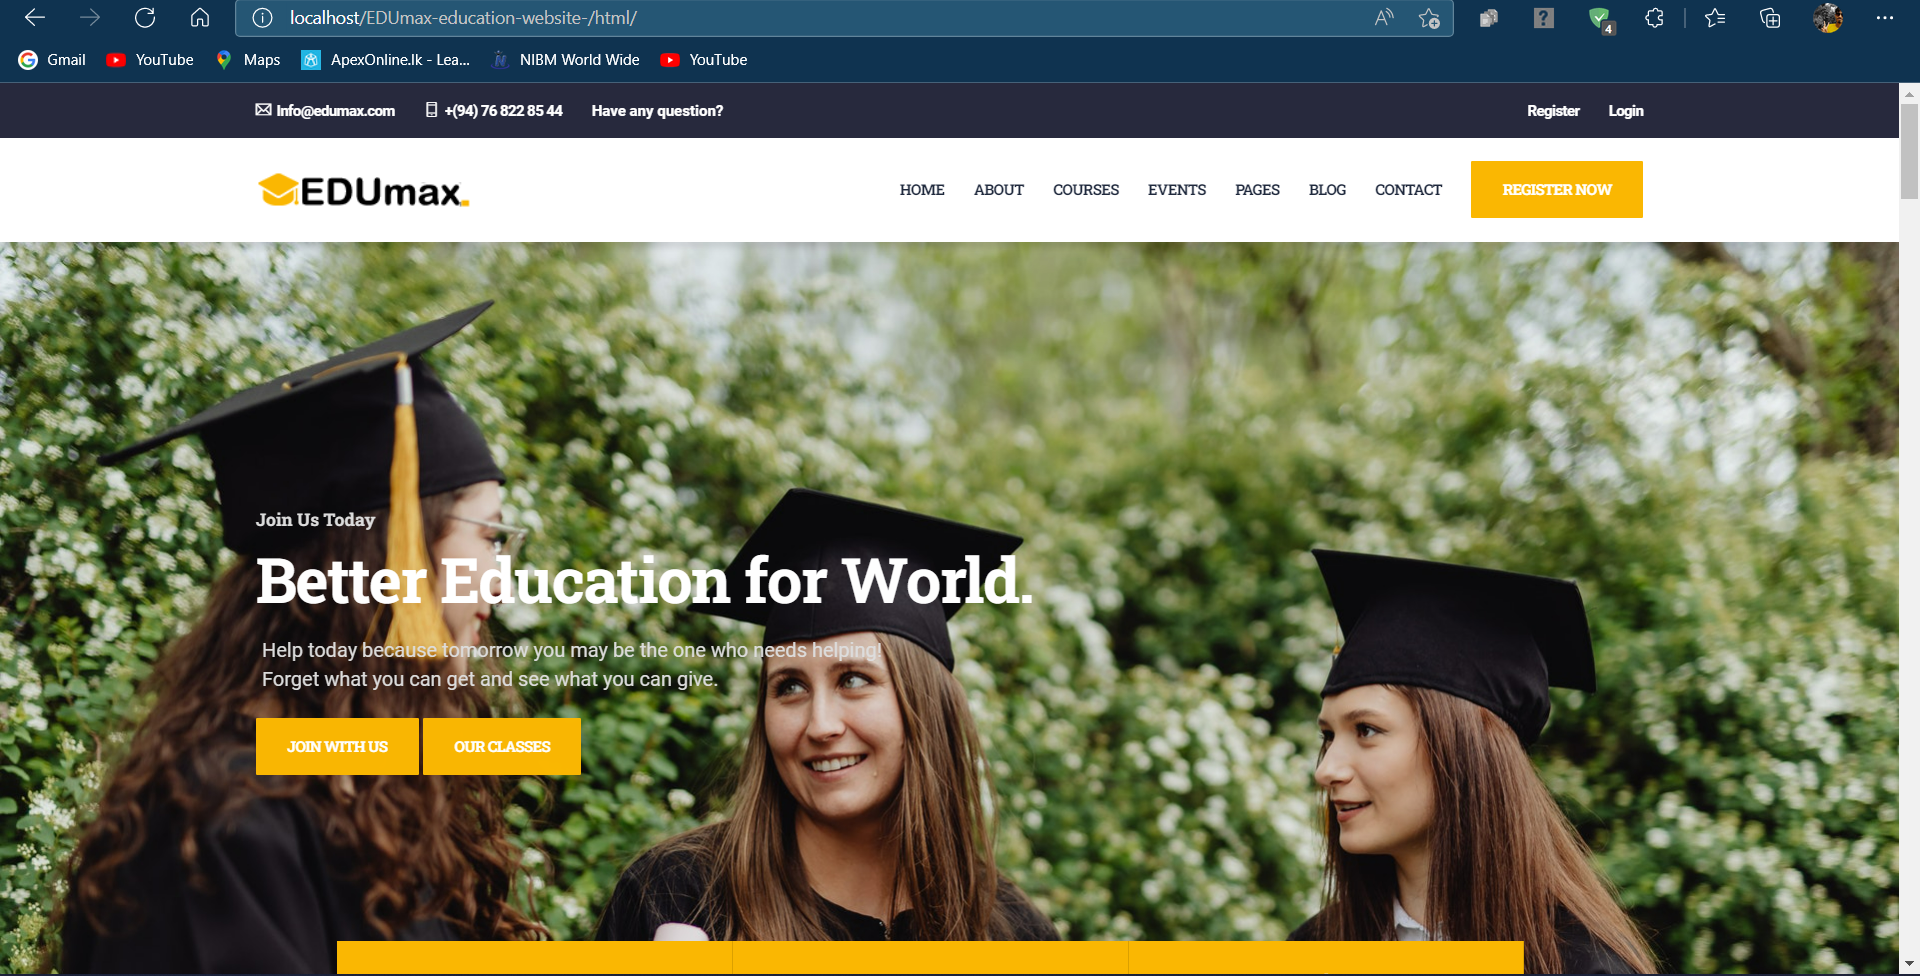 localhost/EDUmax-education-website-/html/
4
Gmail YouTube Maps ApexOnline.lk - Lea... NIBM World Wide YouTube
Info@edumax.com +(94) 76 822 85 44 Have any question? Register Login
EDUmax. HOME ABOUT COURSES EVENTS PAGES BLOG CONTACT REGISTER NOW
Join Us Today
Better Education for World.
Help today because tomorrow you may be the one who needs helping!
Forget what you can get and see what you can give.
JOIN WITH US OUR CLASSES